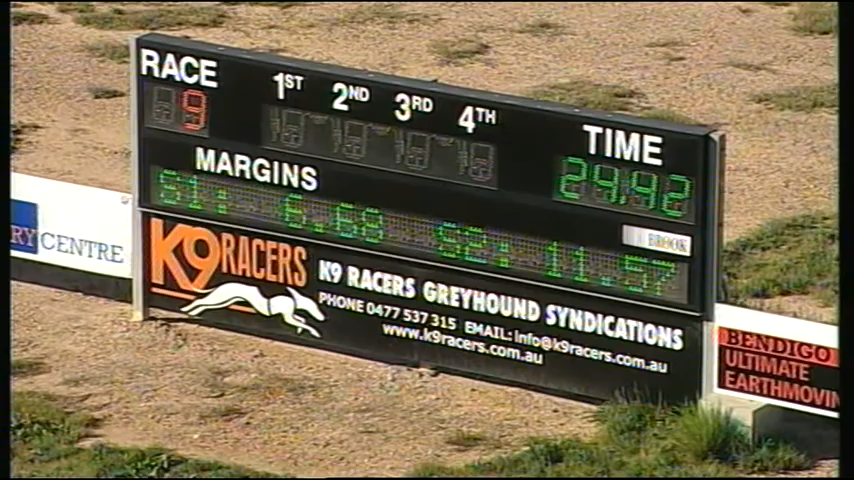 RACE 1ST 2ND 3RD 4TH
9
TIME
29.42
MARGINS
S1: 6.68 S2: 11.57
BROOK
RY CENTRE
K9 RACERS
K9 RACERS GREYHOUND SYNDICATIONS
PHONE 0477 537 315 EMAIL: info@k9racers.com.au
www.k9racers.com.au
BENDIGO
ULTIMATE
EARTHMOVIN